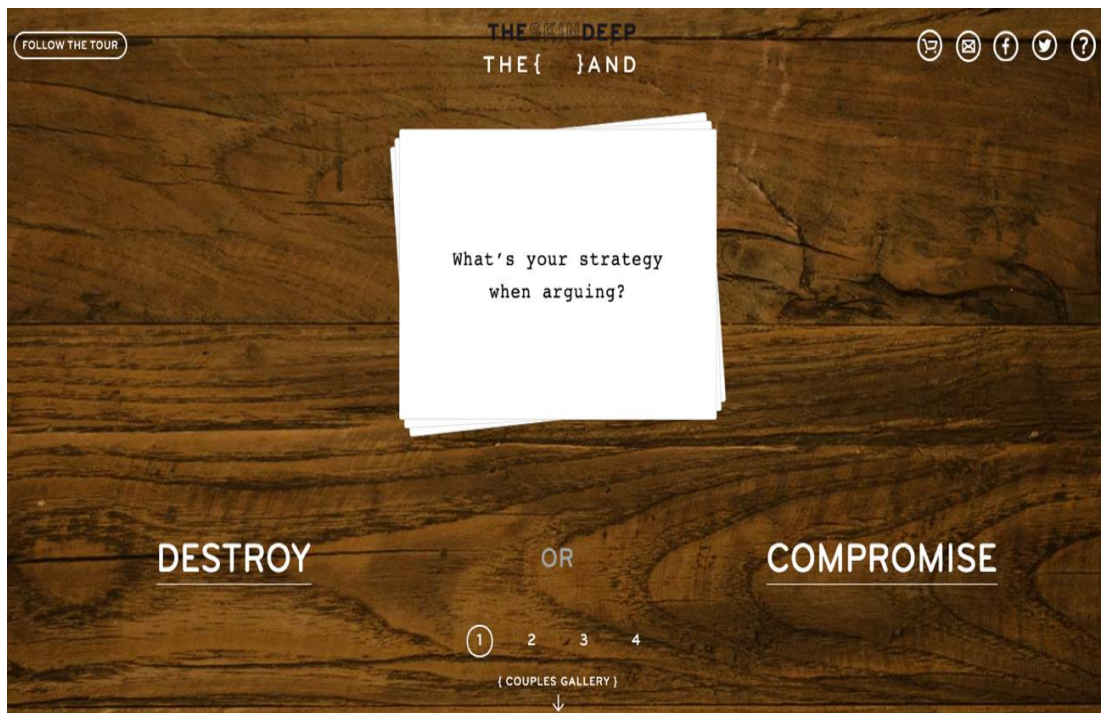 FOLLOW THE TOUR
THESKINDEEP
THE{ }AND
?
What's your strategy
when arguing?
DESTROY
OR
COMPROMISE
1 2 3 4
{ COUPLES GALLERY }